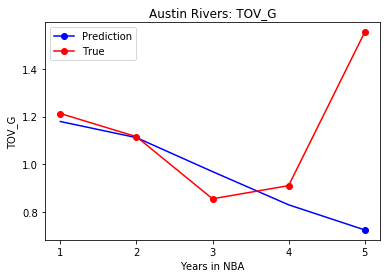 Austin Rivers: TOV_G
Prediction
True
TOV_G
1.4
1.2
1.0
0.8
1
2
3
4
5
Years in NBA